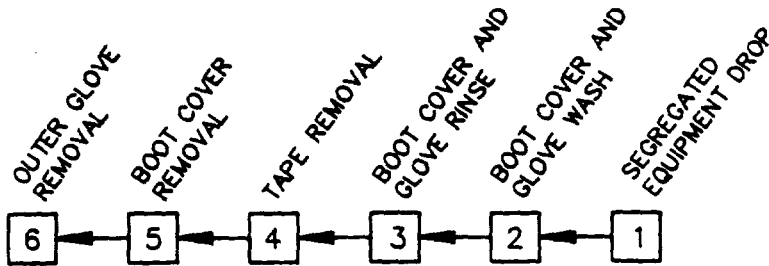 OUTER GLOVE
REMOVAL
BOOT COVER
REMOVAL
TAPE REMOVAL
BOOT COVER AND
GLOVE RINSE
BOOT COVER AND
GLOVE WASH
SEGREGATED
EQUIPMENT DROP
6
5
4
3
2
1